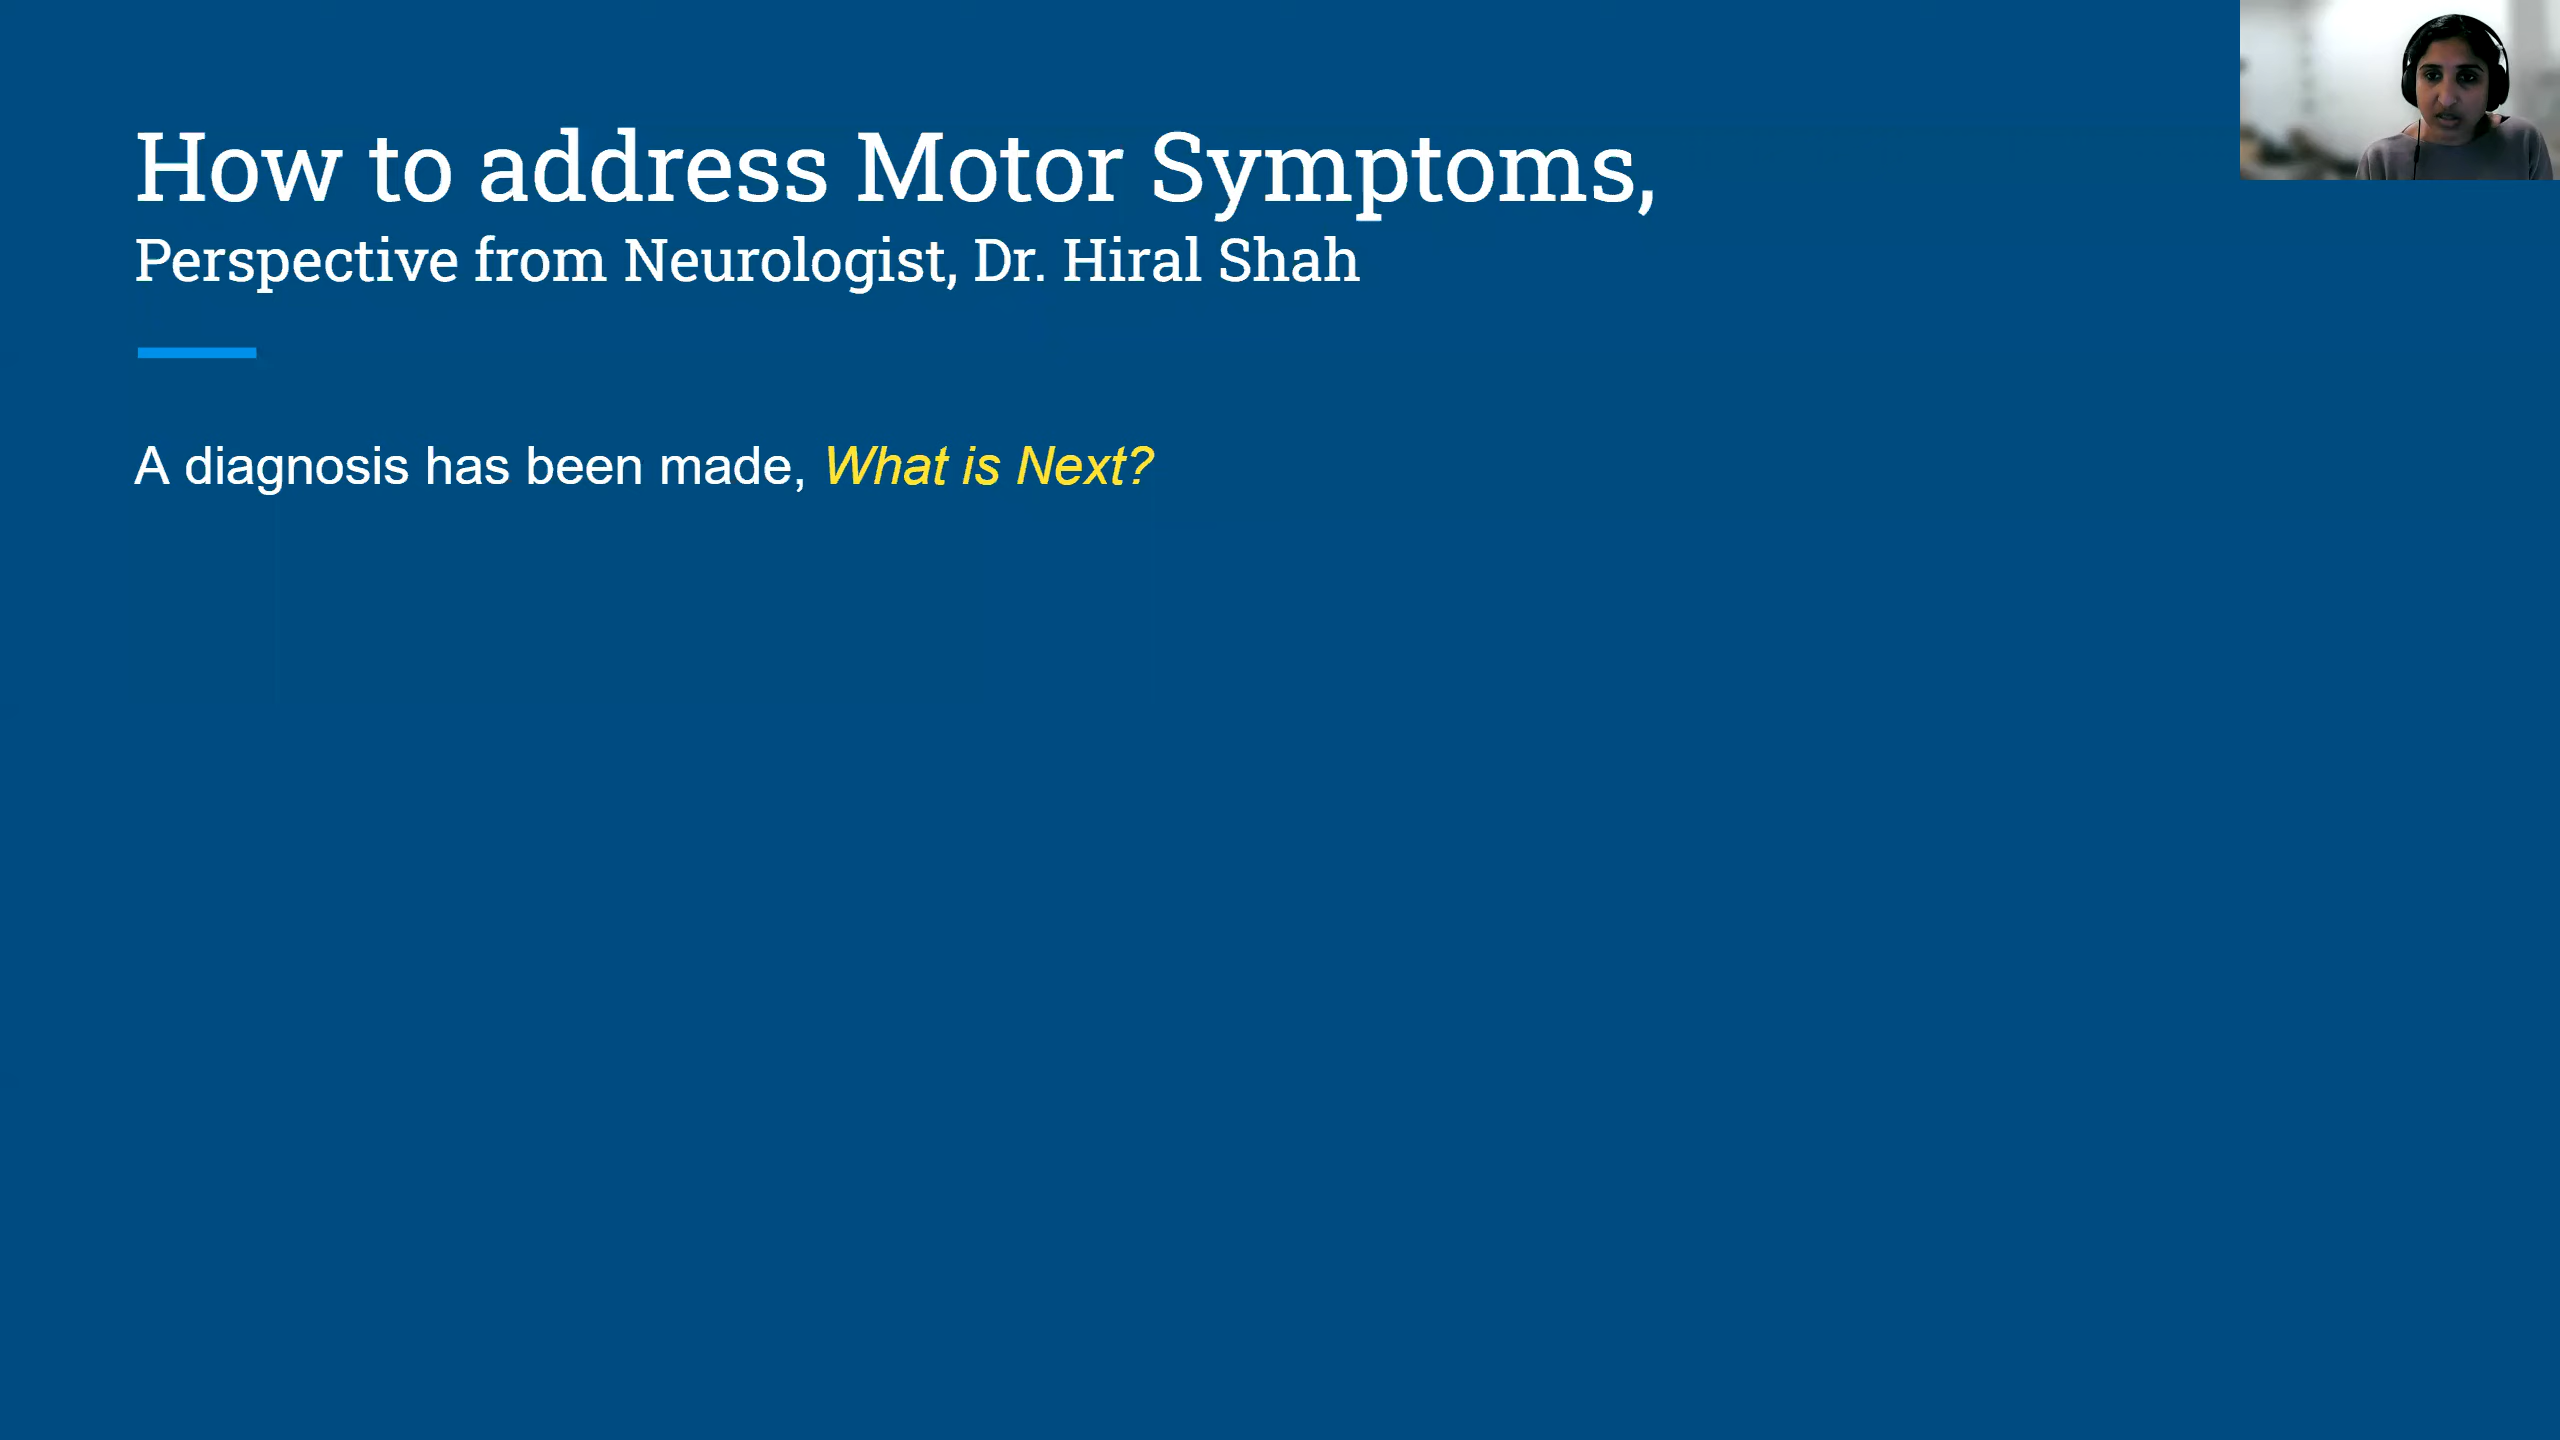 How to address Motor Symptoms,
Perspective from Neurologist, Dr. Hiral Shah
A diagnosis has been made, What is Next?